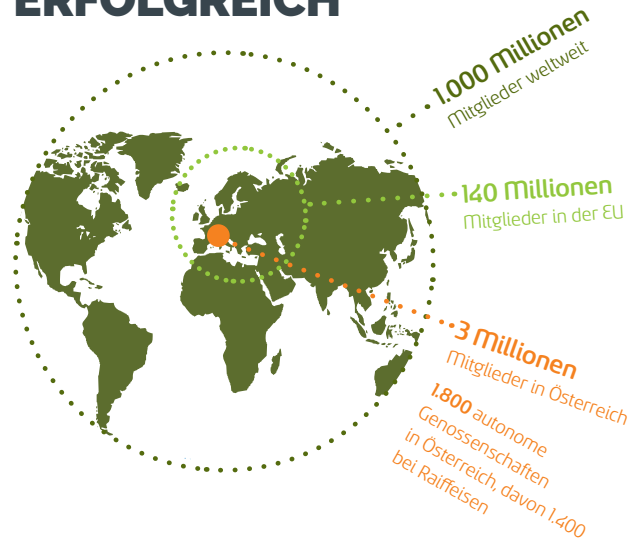 ERFOLGREICH
1.000 Millionen
Mitglieder weltweit
140 Millionen
Mitglieder in der EU
3 Millionen
Mitglieder in Österreich
1.800 autonome
Genossenschaften
in Österreich, davon 1.400
bei Raiffeisen